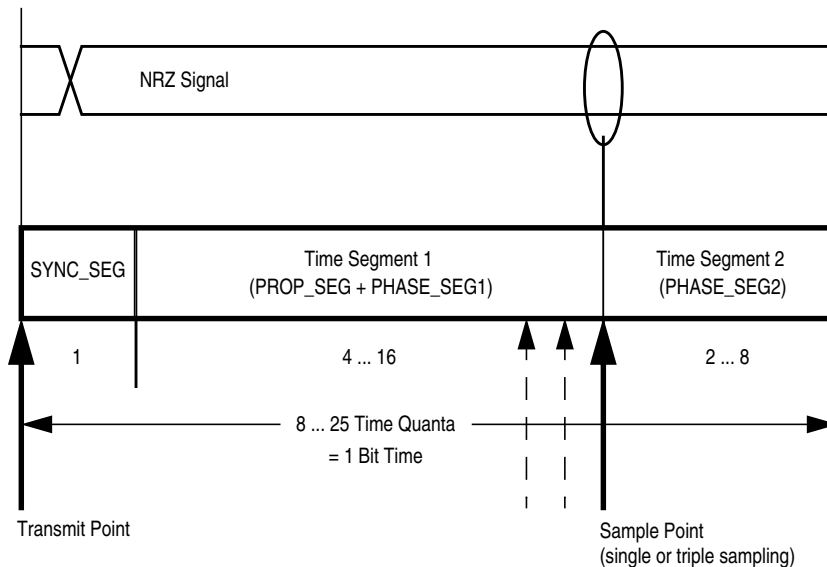 NRZ Signal
SYNC_SEG
Time Segment 1
(PROP_SEG + PHASE_SEG1)
Time Segment 2
(PHASE_SEG2)
1
4 ... 16
2 ... 8
8 ... 25 Time Quanta
= 1 Bit Time
Transmit Point
Sample Point
(single or triple sampling)